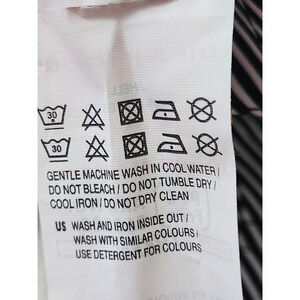 30
30
GENTLE MACHINE WASH IN COOL WATER /
DO NOT BLEACH / DO NOT TUMBLE DRY /
COOL IRON / DO NOT DRY CLEAN
US WASH AND IRON INSIDE OUT /
WASH WITH SIMILAR COLOURS /
USE DETERGENT FOR COLOURS